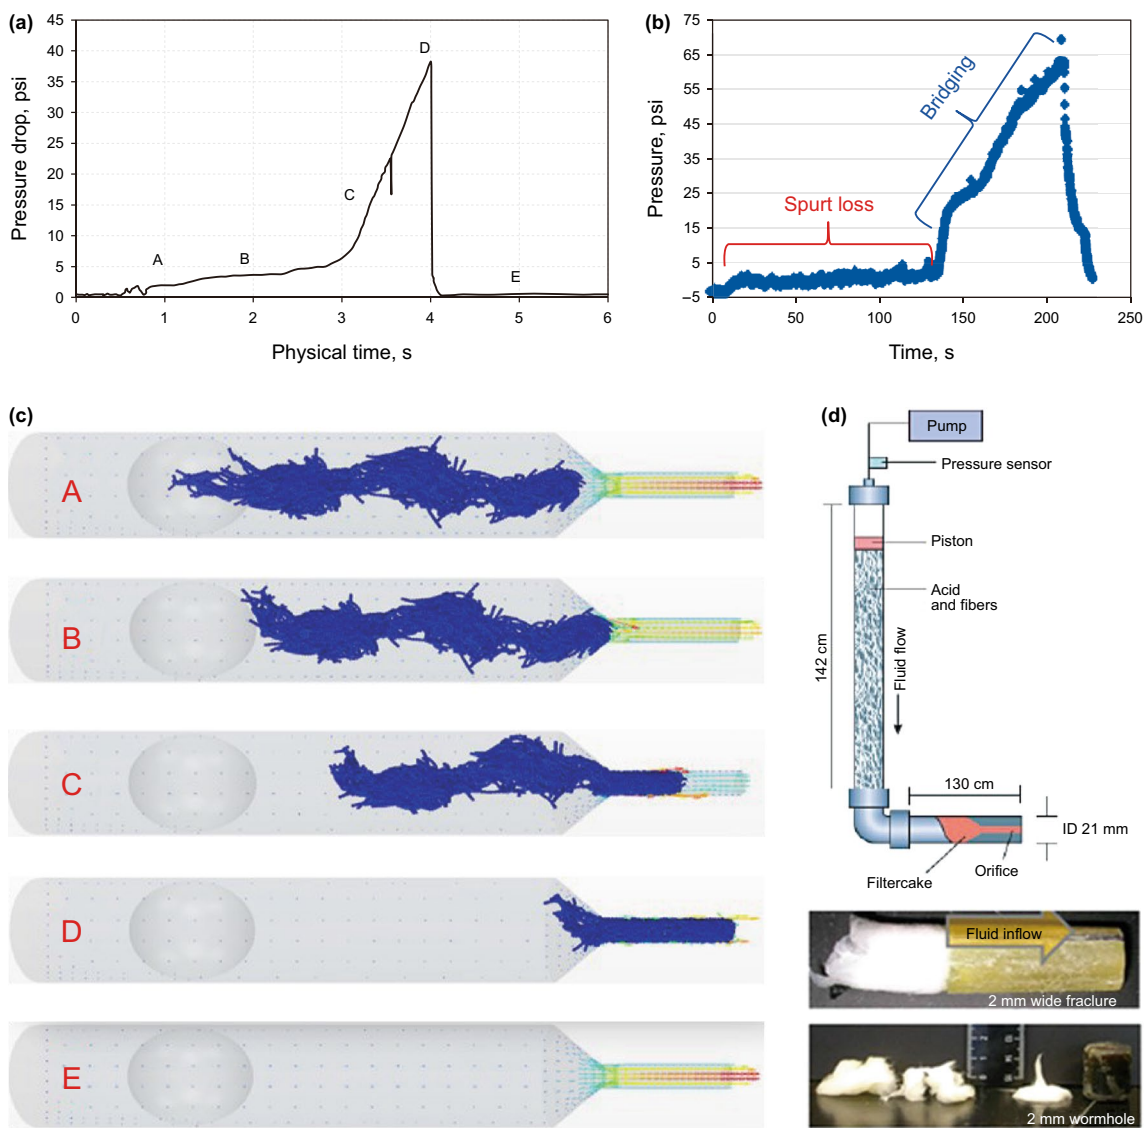 (a)
45
40
35
30
25
20
15
10
5
0
Pressure drop, psi
A
B
C
D
E
0 1 2 3 4 5 6
Physical time, s
(b)
75
65
55
45
35
25
15
5
–5
Pressure, psi
Spurt loss
Bridging
0 50 100 150 200 250
Time, s
(c)
A
B
C
D
E
(d)
Pump
Pressure sensor
Piston
Acid
and fibers
142 cm
Fluid flow
130 cm
ID 21 mm
Filtercake
Orifice
Fluid inflow
2 mm wide fraclure
2 mm wormhole